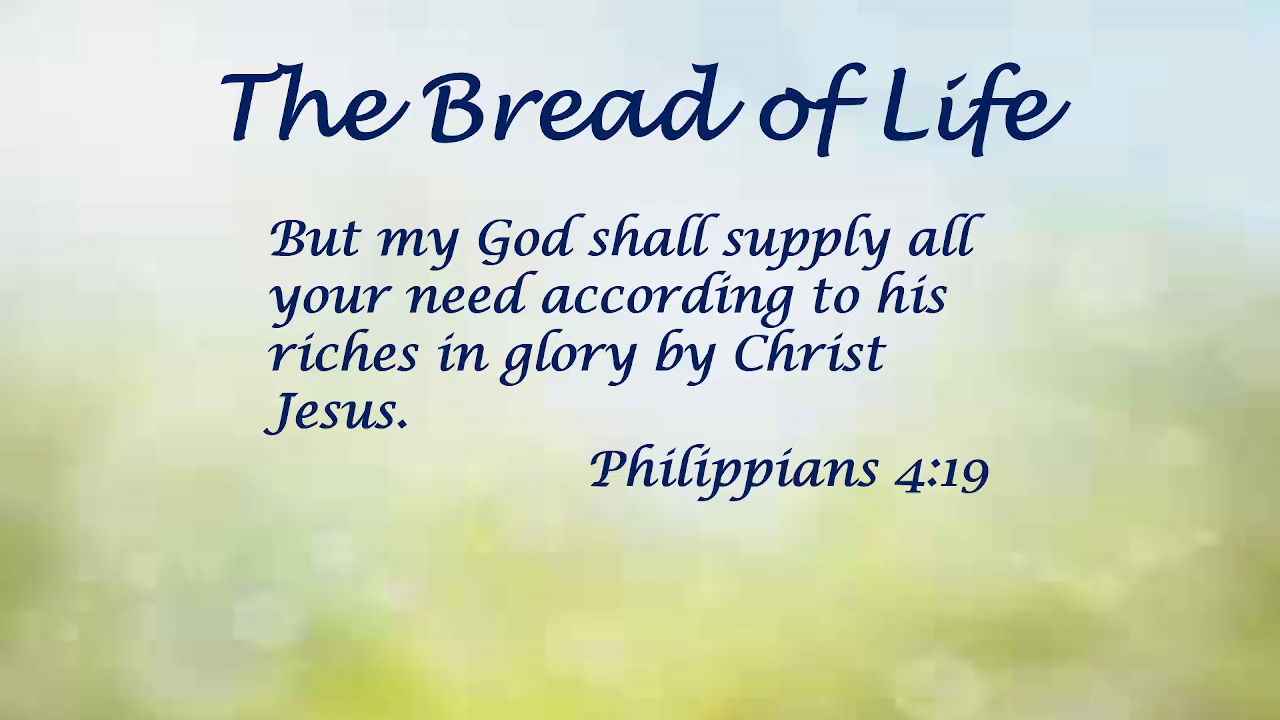 The Bread of Life
But my God shall supply all
your need according to his
riches in glory by Christ
Jesus.
Philippians 4:19